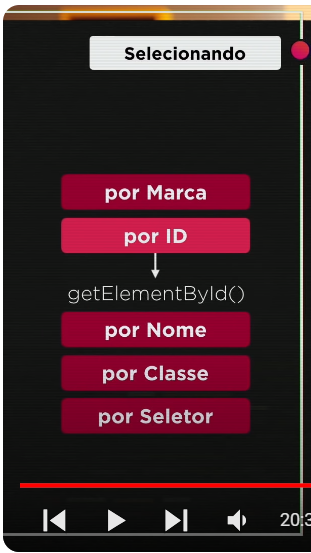 Selecionando
por Marca
por ID
getElementById()
por Nome
por Classe
por Seletor